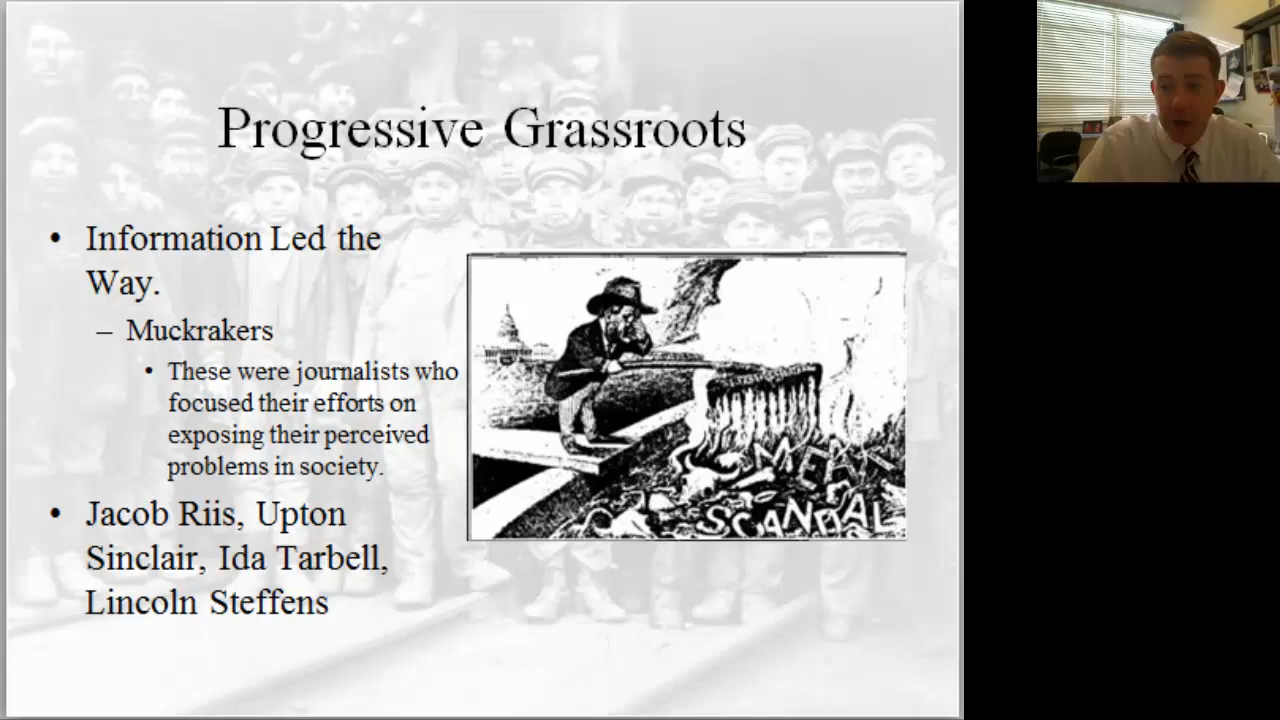 Progressive Grassroots
• Information Led the
Way.
– Muckrakers
• These were journalists who
focused their efforts on
exposing their perceived
problems in society.
• Jacob Riis, Upton
Sinclair, Ida Tarbell,
Lincoln Steffens
MEAT
SCANDAL